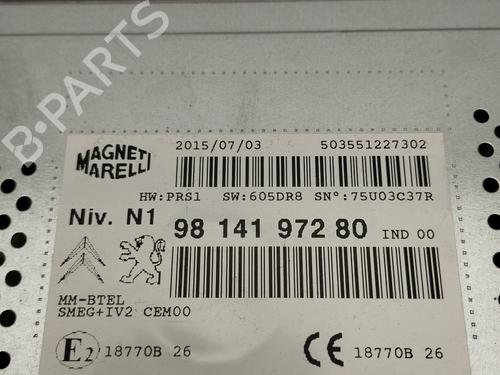 B-PARTS
MAGNETI MARELLI
2015/07/03 503551227302
HW:PRS1 SW:605DR8 SN°:75U03C37R
Niv. N1 98 141 972 80 IND 00
MM-BTEL
SMEG+IV2 CEM00
E2 18770B 26 CE 18770B 26